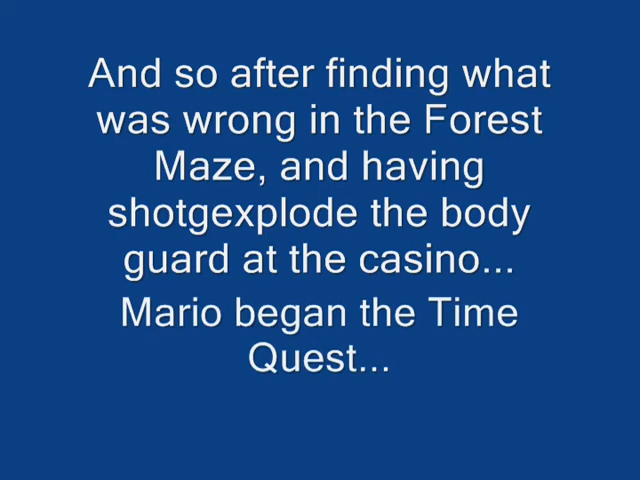 And so after finding what
was wrong in the Forest
Maze, and having
shotgexplode the body
guard at the casino...
Mario began the Time
Quest...